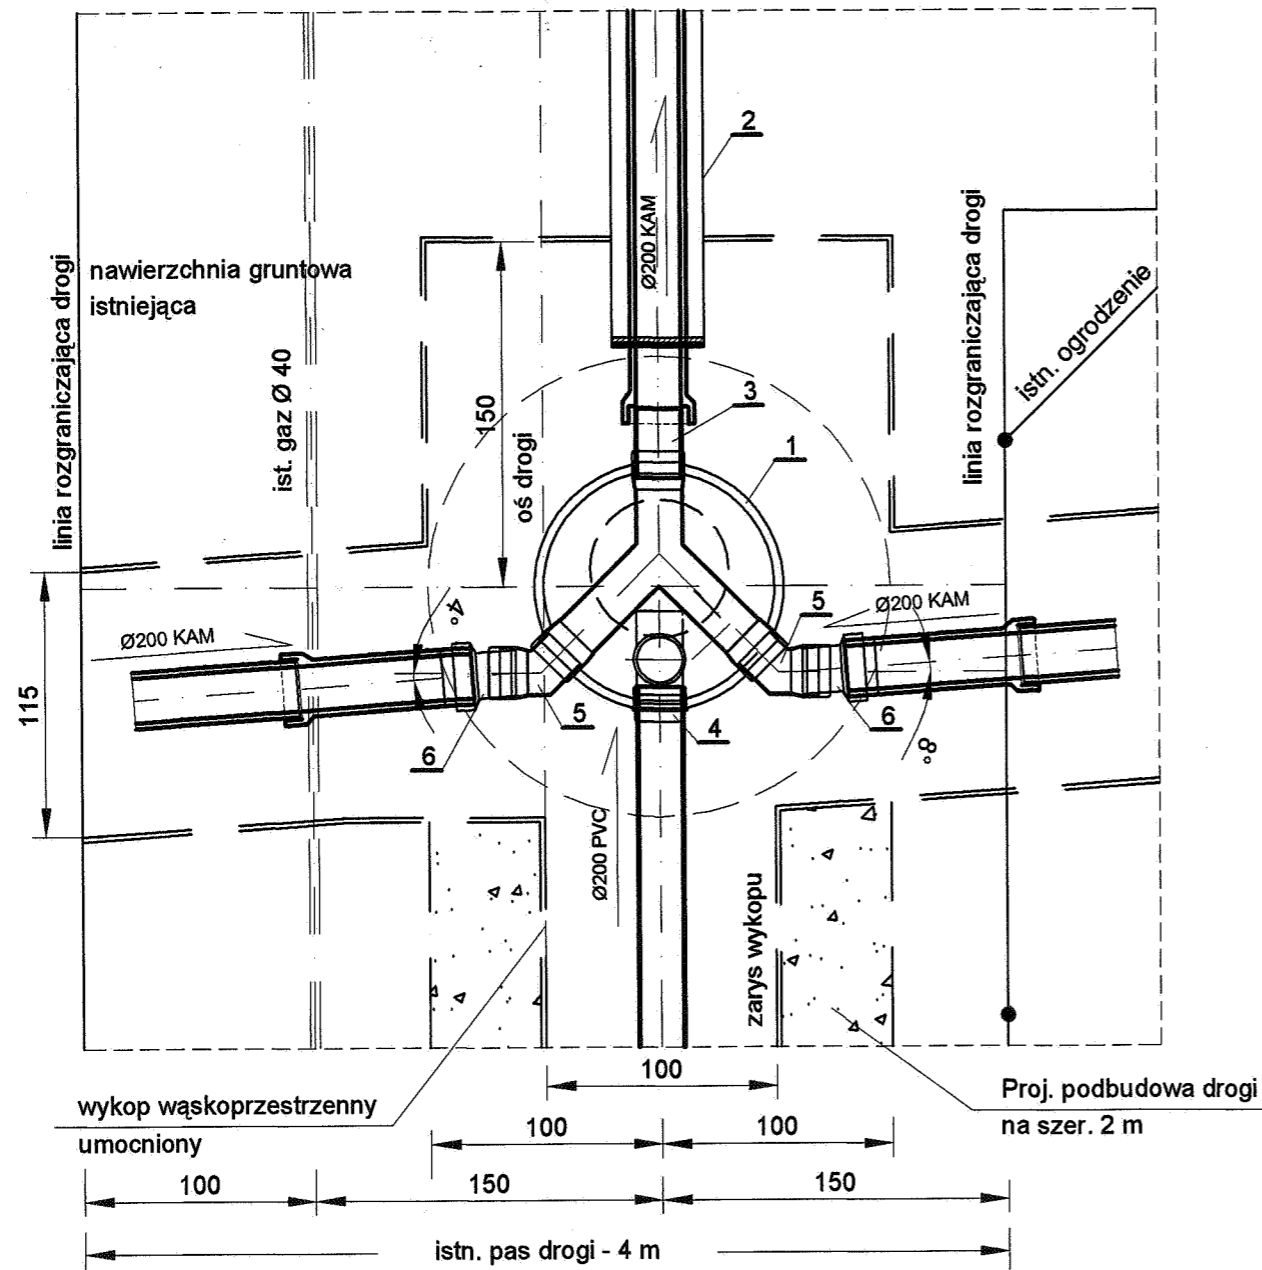 2
Ø200 KAM
linia rozgraniczająca drogi
nawierzchnia gruntowa
istniejąca
linia rozgraniczająca drogi
istn. ogrodzenie
ist. gaz Ø 40
150
oś drogi
3
1
4°
5
Ø200 KAM
Ø200 KAM
115
5
4
6
6
8°
Ø200 PVC
zarys wykopu
100
wykop wąskoprzestrzenny
umocniony
Proj. podbudowa drogi
na szer. 2 m
100
100
100
150
150
istn. pas drogi - 4 m